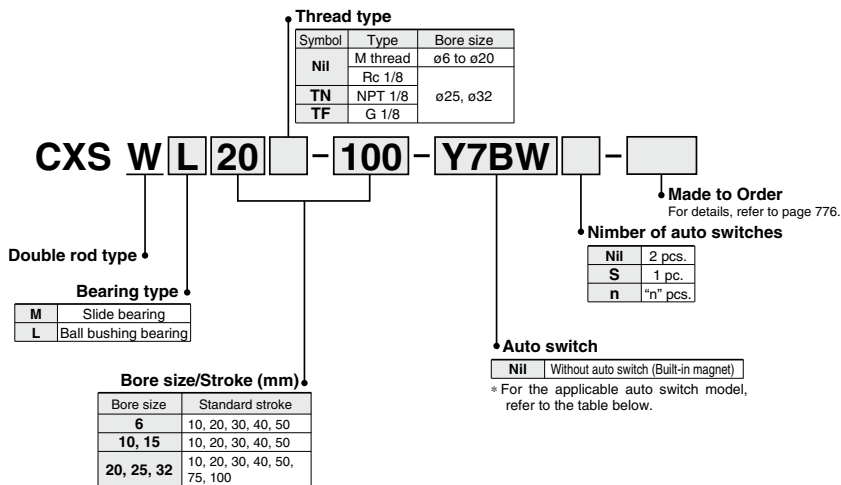 Thread type
Symbol Type Bore size
Nil M thread ø6 to ø20
Rc 1/8 ø25, ø32
TN NPT 1/8
TF G 1/8
CXS W L 20 – 100 – Y7BW –
Made to Order
For details, refer to page 776.
Nimber of auto switches
Nil 2 pcs.
S 1 pc.
n “n” pcs.
Double rod type
Bearing type
M Slide bearing
L Ball bushing bearing
Auto switch
Nil Without auto switch (Built-in magnet)
∗ For the applicable auto switch model,
refer to the table below.
Bore size/Stroke (mm)
Bore size Standard stroke
6 10, 20, 30, 40, 50
10, 15 10, 20, 30, 40, 50
20, 25, 32 10, 20, 30, 40, 50,
75, 100